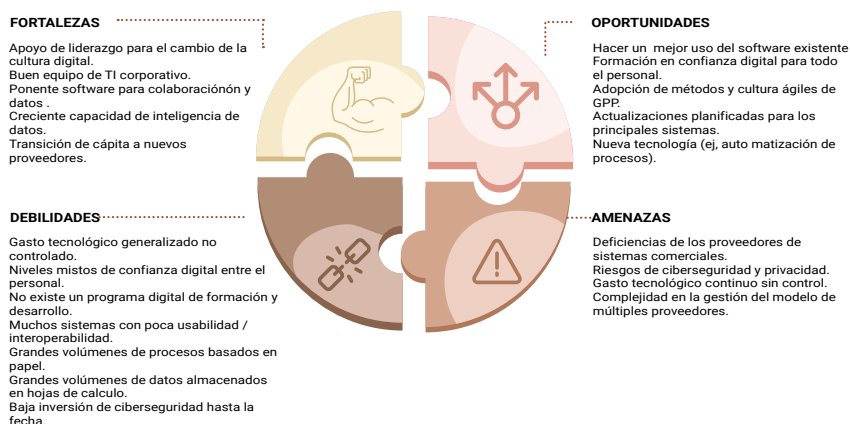 FORTALEZAS
Apoyo de liderazgo para el cambio de la
cultura digital.
Buen equipo de TI corporativo.
Ponente software para colaboraciónón y
datos .
Creciente capacidad de inteligencia de
datos.
Transición de cápita a nuevos
proveedores.
OPORTUNIDADES
Hacer un mejor uso del software existente
Formación en confianza digital para todo
el personal.
Adopción de métodos y cultura ágiles de
GPP.
Actualizaciones planificadas para los
principales sistemas.
Nueva tecnología (ej, auto matización de
procesos).
DEBILIDADES
Gasto tecnológico generalizado no
controlado.
Niveles mistos de confianza digital entre el
personal.
No existe un programa digital de formación y
desarrollo.
Muchos sistemas con poca usabilidad /
interoperabilidad.
Grandes volúmenes de procesos basados en
papel.
Grandes volúmenes de datos almacenados
en hojas de calculo.
Baja inversión de ciberseguridad hasta la
fecha.
AMENAZAS
Deficiencias de los proveedores de
sistemas comerciales.
Riesgos de ciberseguridad y privacidad.
Gasto tecnológico continuo sin control.
Complejidad en la gestión del modelo de
múltiples proveedores.